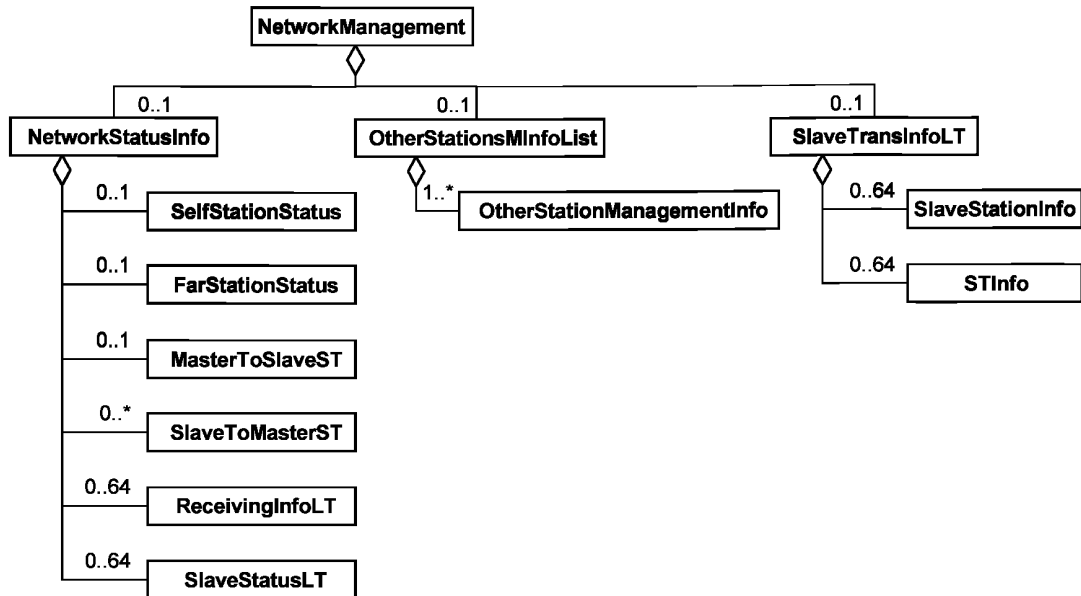 NetworkManagement
0..1 0..1 0..1
NetworkStatusInfo OtherStationsMInfoList SlaveTransInfoLT
0..1 1..* 0..64
SelfStationStatus OtherStationManagementInfo SlaveStationInfo
0..1 0..64
FarStationStatus STInfo
0..1
MasterToSlaveST
0..*
SlaveToMasterST
0..64
ReceivingInfoLT
0..64
SlaveStatusLT